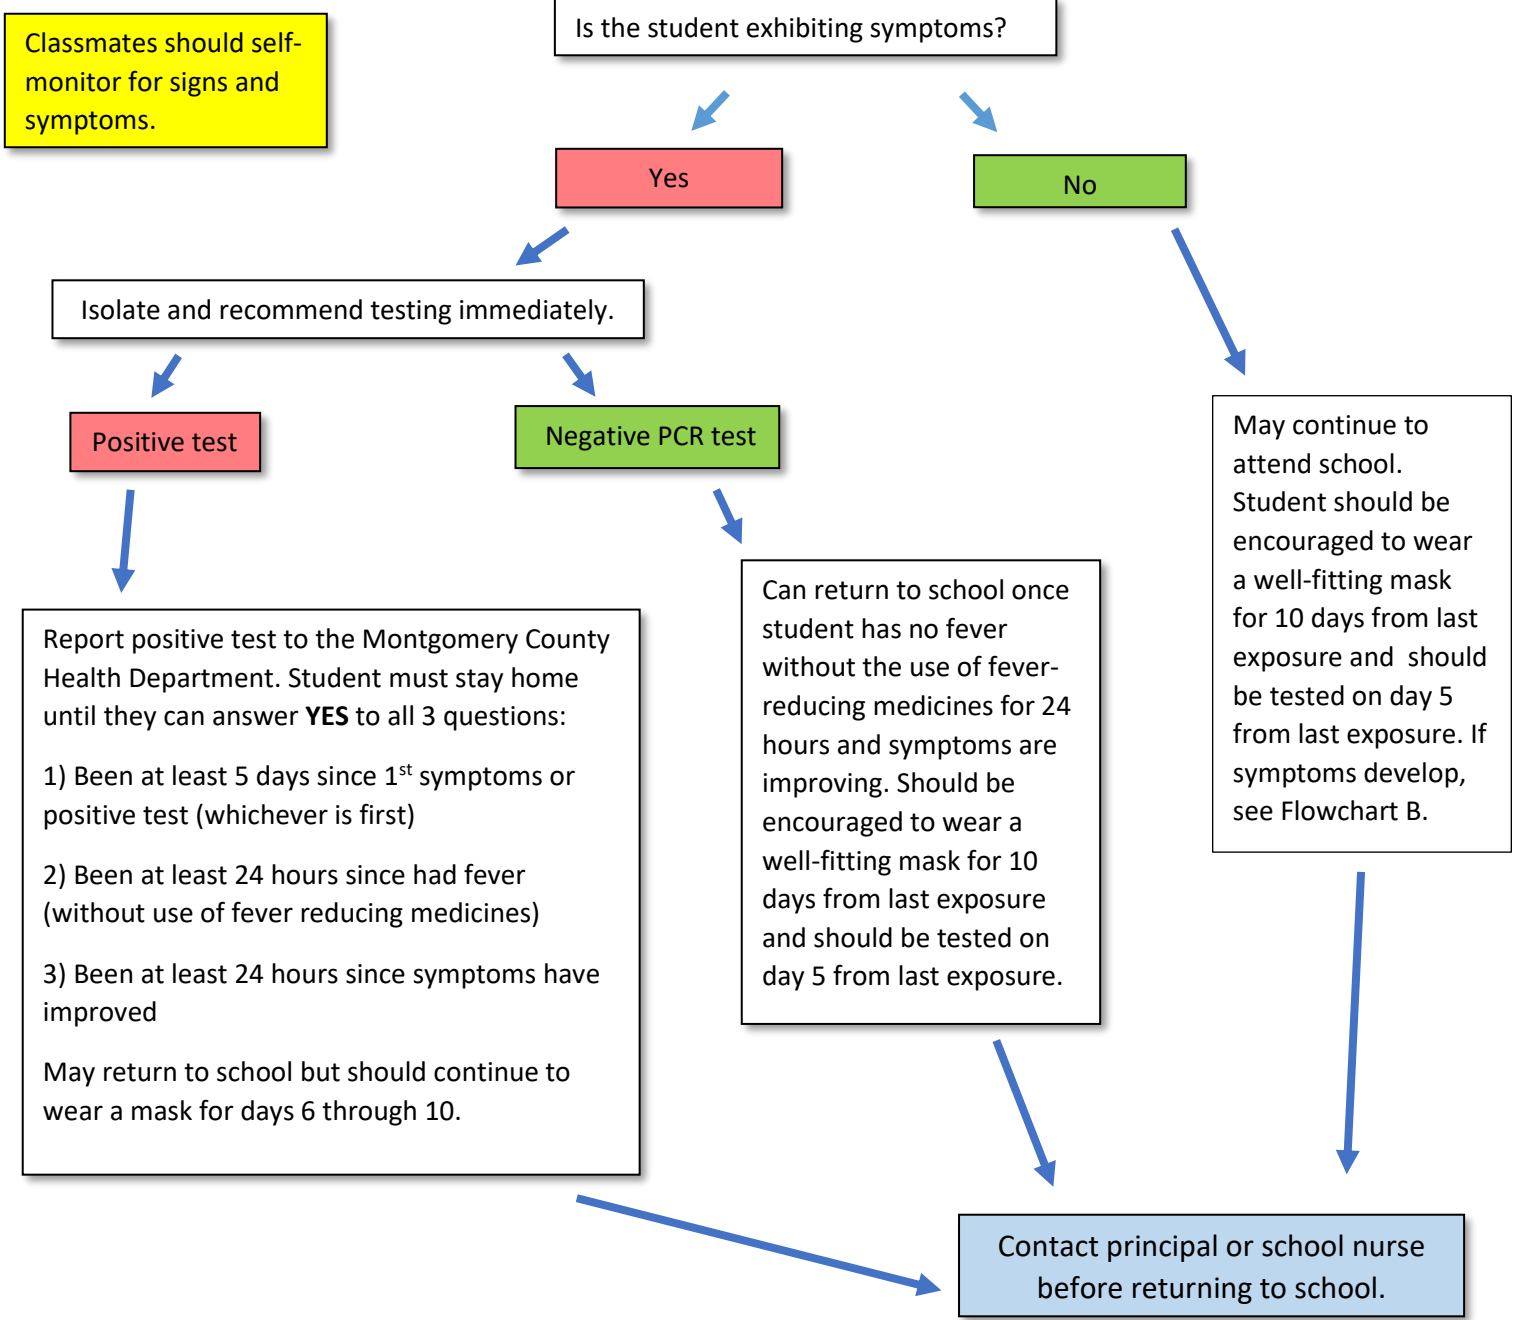 Is the student exhibiting symptoms?
Classmates should self-
monitor for signs and
symptoms.
Yes
No
Isolate and recommend testing immediately.
Positive test
Negative PCR test
Report positive test to the Montgomery County
Health Department. Student must stay home
until they can answer YES to all 3 questions:
1) Been at least 5 days since 1st symptoms or
positive test (whichever is first)
2) Been at least 24 hours since had fever
(without use of fever reducing medicines)
3) Been at least 24 hours since symptoms have
improved
May return to school but should continue to
wear a mask for days 6 through 10.
Can return to school once
student has no fever
without the use of fever-
reducing medicines for 24
hours and symptoms are
improving. Should be
encouraged to wear a
well-fitting mask for 10
days from last exposure
and should be tested on
day 5 from last exposure.
May continue to
attend school.
Student should be
encouraged to wear
a well-fitting mask
for 10 days from last
exposure and  should
be tested on day 5
from last exposure. If
symptoms develop,
see Flowchart B.
Contact principal or school nurse
before returning to school.